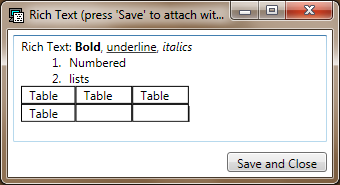 Rich Text (press 'Save' to attach wit...
Rich Text: Bold, underline, italics
1. Numbered
2. lists
Table Table Table
Table
Save and Close